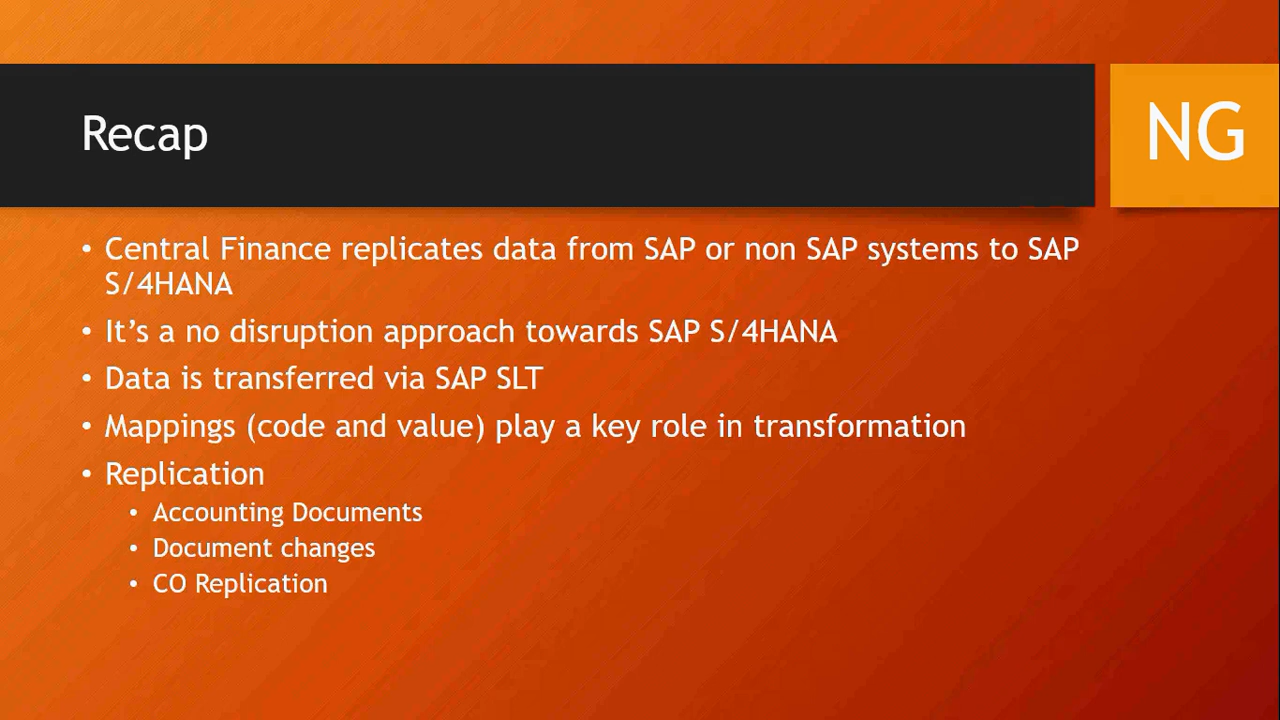 Recap
NG
• Central Finance replicates data from SAP or non SAP systems to SAP
S/4HANA
• It’s a no disruption approach towards SAP S/4HANA
• Data is transferred via SAP SLT
• Mappings (code and value) play a key role in transformation
• Replication
• Accounting Documents
• Document changes
• CO Replication